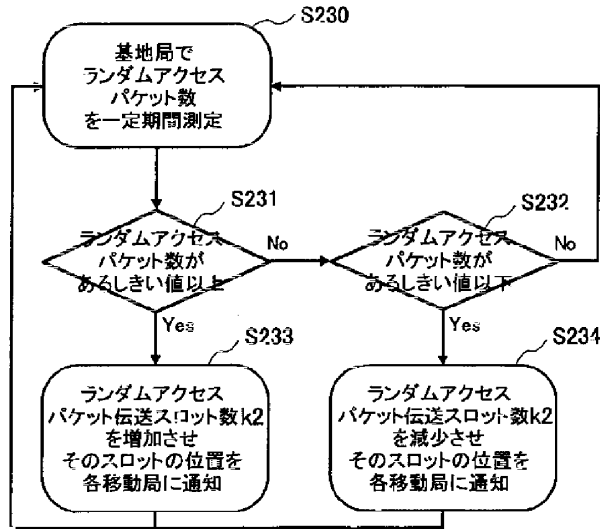 S230
基地局で
ランダムアクセス
パケット数
を一定期間測定
S231
ランダムアクセス
パケット数が
あるしきい値以上
No
Yes
S232
ランダムアクセス
パケット数が
あるしきい値以下
No
Yes
S233
ランダムアクセス
パケット伝送スロット数k2
を増加させ
そのスロットの位置を
各移動局に通知
S234
ランダムアクセス
パケット伝送スロット数k2
を減少させ
そのスロットの位置を
各移動局に通知